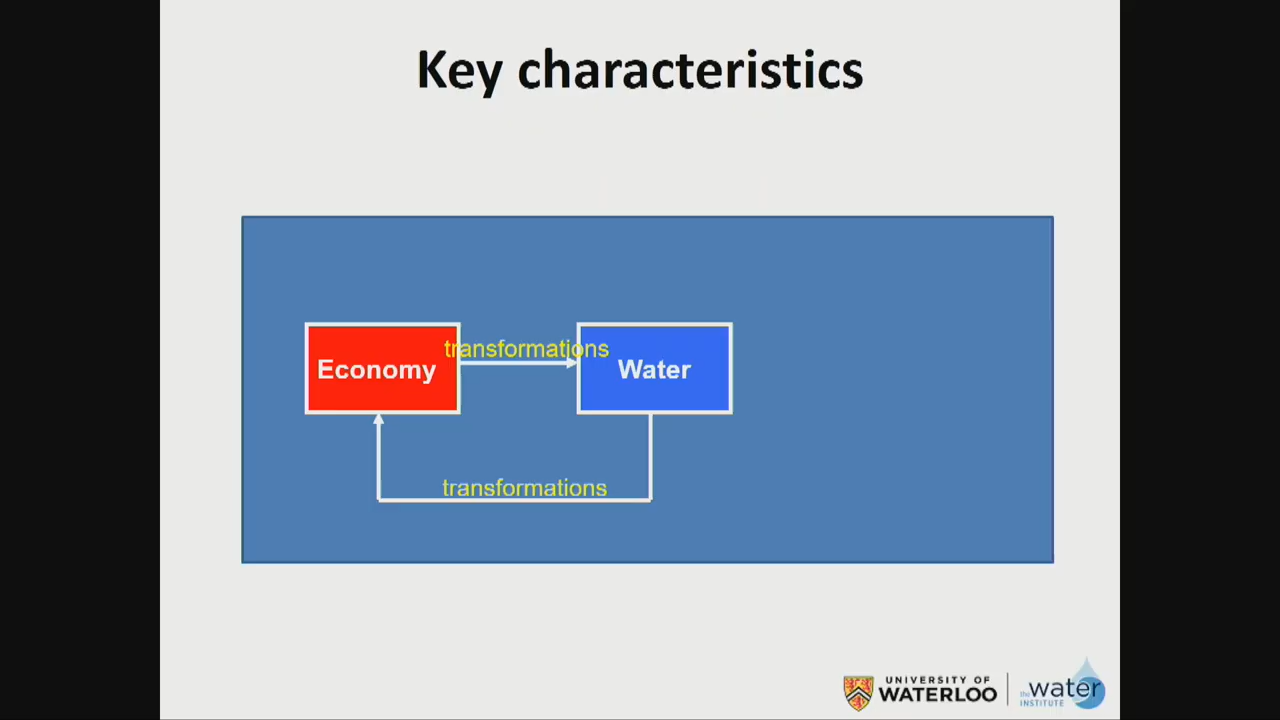 Key characteristics
transformations
Economy
Water
transformations
UNIVERSITY OF
WATERLOO
the water
INSTITUTE